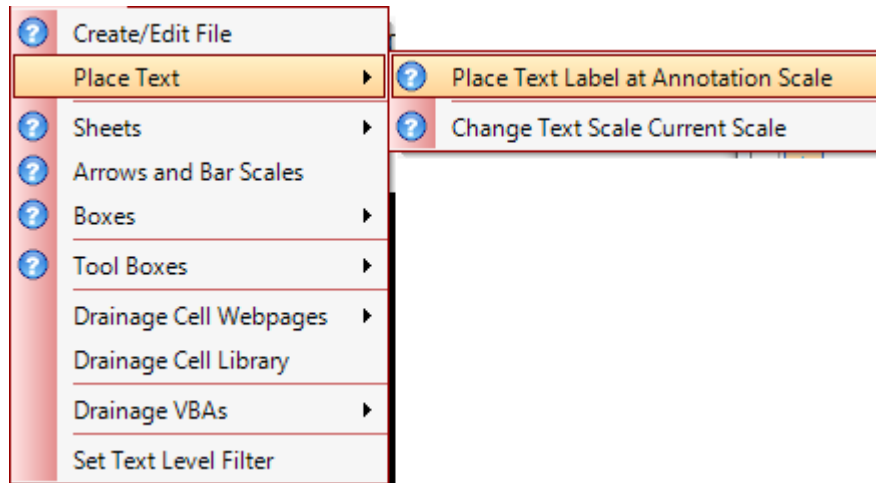 Create/Edit File
Place Text
Place Text Label at Annotation Scale
Change Text Scale Current Scale
Sheets
Arrows and Bar Scales
Boxes
Tool Boxes
Drainage Cell Webpages
Drainage Cell Library
Drainage VBAs
Set Text Level Filter